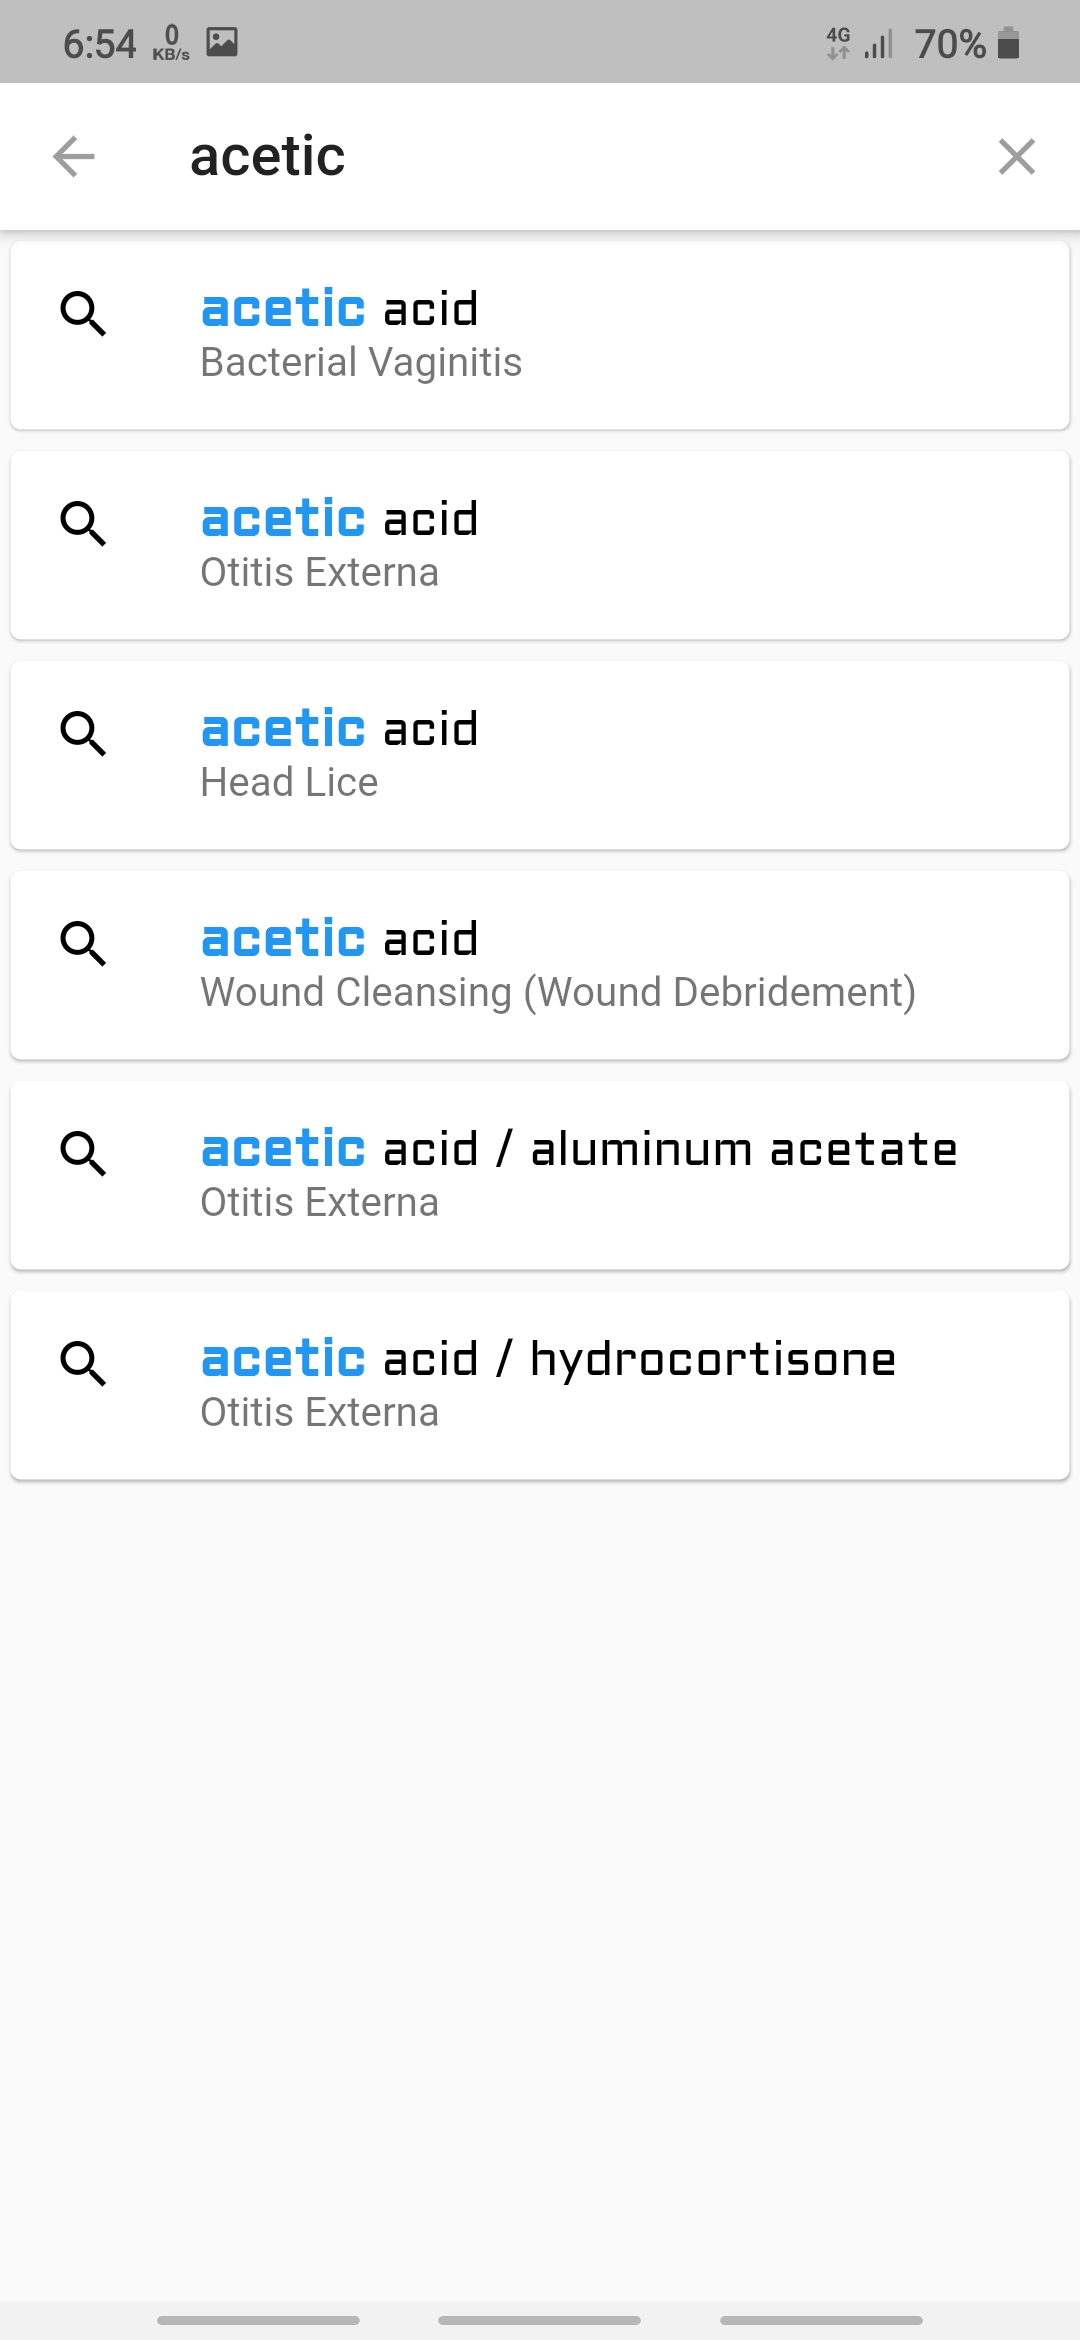 6:54 0 KB/s 4G 70%
acetic
acetic acid
Bacterial Vaginitis
acetic acid
Otitis Externa
acetic acid
Head Lice
acetic acid
Wound Cleansing (Wound Debridement)
acetic acid / aluminum acetate
Otitis Externa
acetic acid / hydrocortisone
Otitis Externa